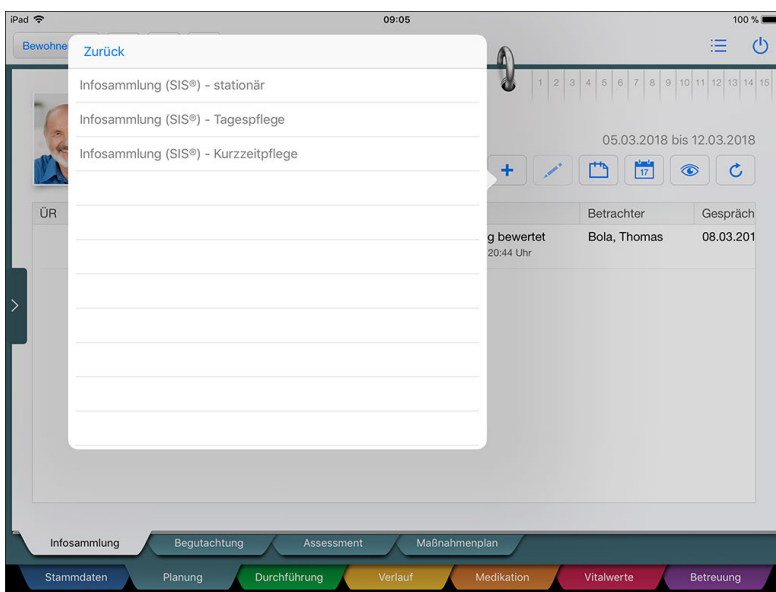 iPad 09:05 100 %
Bewohne
Zurück
1 2 3 4 5 6 7 8 9 10 11 12 13 14 15
Infosammlung (SIS®) - stationär
Infosammlung (SIS®) - Tagespflege
05.03.2018 bis 12.03.2018
Infosammlung (SIS®) - Kurzzeitpflege
17
ÜR Betrachter Gespräch
g bewertet Bola, Thomas 08.03.201
20:44 Uhr
Infosammlung Begutachtung Assessment Maßnahmenplan
Stammdaten Planung Durchführung Verlauf Medikation Vitalwerte Betreuung